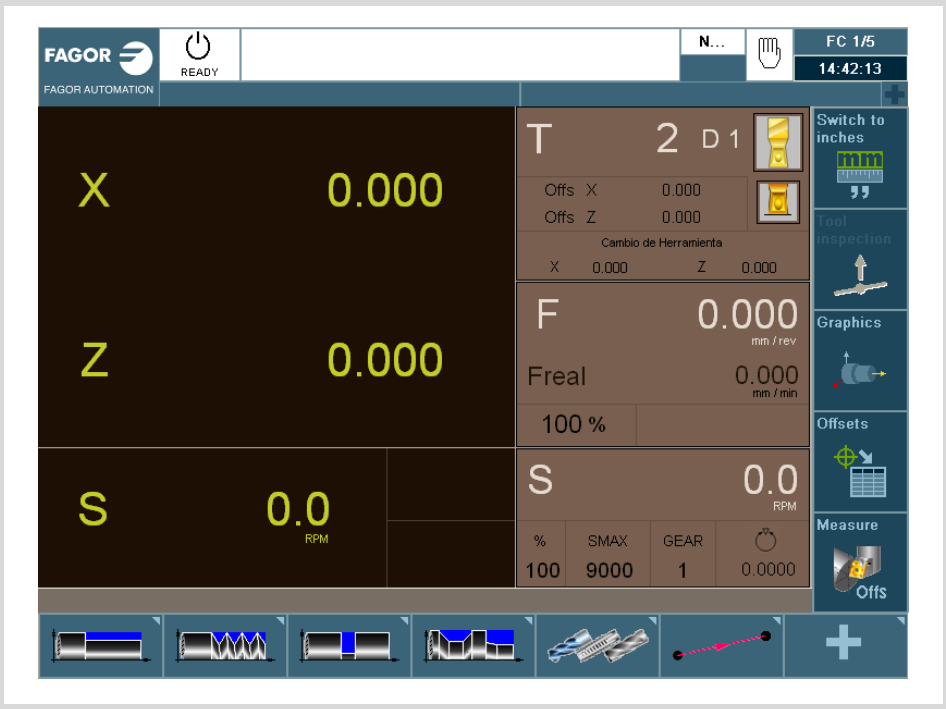 FAGOR
READY
N...
FC 1/5
14:42:13
FAGOR AUTOMATION
X 0.000
Z 0.000
S 0.0
RPM
T 2 D 1
Offs X 0.000
Offs Z 0.000
Cambio de Herramienta
X 0.000 Z 0.000
F 0.000
mm / rev
Freal 0.000
mm / min
100 %
S 0.0
RPM
% SMAX GEAR
100 9000 1 0.0000
Switch to
inches
mm
"
Tool
inspection
Graphics
Offsets
Measure
Offs